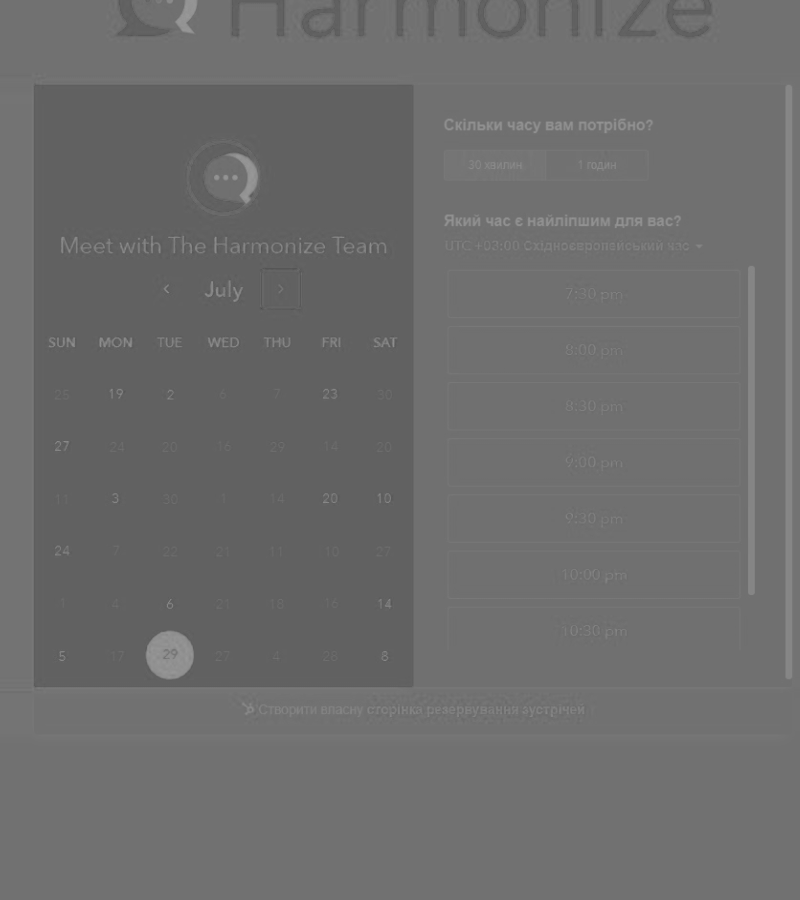 Harmonize
Meet with The Harmonize Team
July
SUN MON TUE WED THU FRI SAT
25 19 2 6 7 23 30
27 24 20 16 29 14 20
11 3 30 1 14 20 10
24 7 22 21 11 10 27
1 4 6 21 18 16 14
5 17 29 27 4 26 8
Скільки часу вам потрібно?
30 хвилин 1 годин
Який час є найліпшим для вас?
UTC +03:00 Східноєвропейський час
7:30 pm
8:00 pm
8:30 pm
9:00 pm
9:30 pm
10:00 pm
10:30 pm
Створити власну сторінка резервування зустрічей